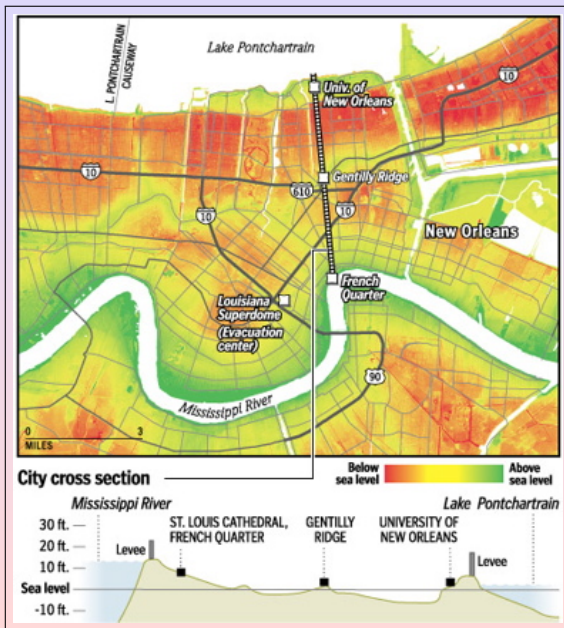 Lake Pontchartrain
L. PONTCHARTRAIN
CAUSEWAY
Univ. of
New Orleans
10
10
610
Gentilly Ridge
10
10
New Orleans
French
Quarter
Louisiana
Superdome
(Evacuation
center)
90
Mississippi River
0 3
MILES
City cross section
Below
sea level
Above
sea level
Mississippi River
Lake Pontchartrain
30 ft.
20 ft.
10 ft.
Sea level
-10 ft.
Levee
ST. LOUIS CATHEDRAL,
FRENCH QUARTER
GENTILLY
RIDGE
UNIVERSITY OF
NEW ORLEANS
Levee